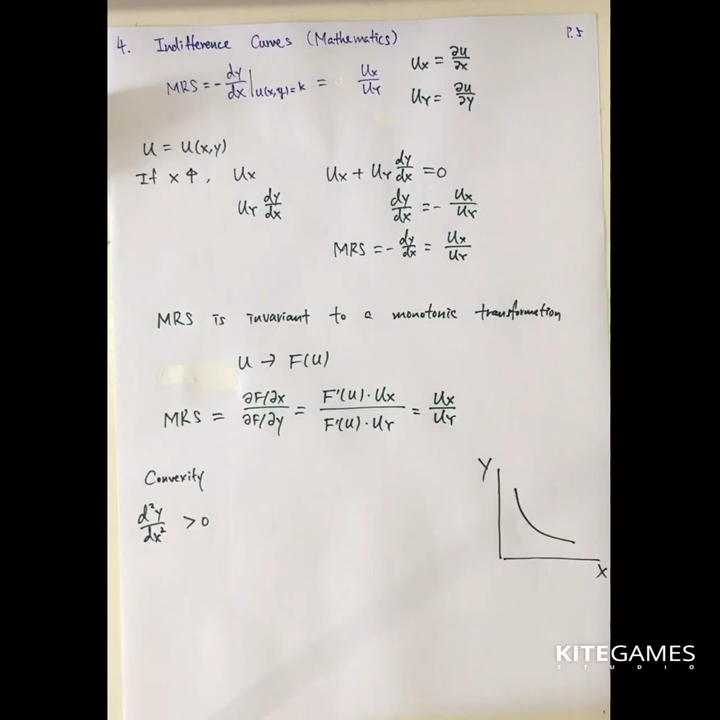 4. Indifference Curves (Mathematics)
P.5
MRS = -dy/dx|u(x,y)=k = Ux/UY
Ux = ∂u/∂x
UY = ∂u/∂y
U = U(x,y)
If x ↑, Ux
UY dy/dx
Ux + UY dy/dx = 0
dy/dx = - Ux/UY
MRS = - dy/dx = Ux/UY
MRS is invariant to a monotonic transformation
U → F(U)
MRS = ∂F/∂x / ∂F/∂y = F'(U)·Ux / F'(U)·UY = Ux/UY
Convexity
d²y/dx² > 0
Y
X
KITEGAMES
STUDIO